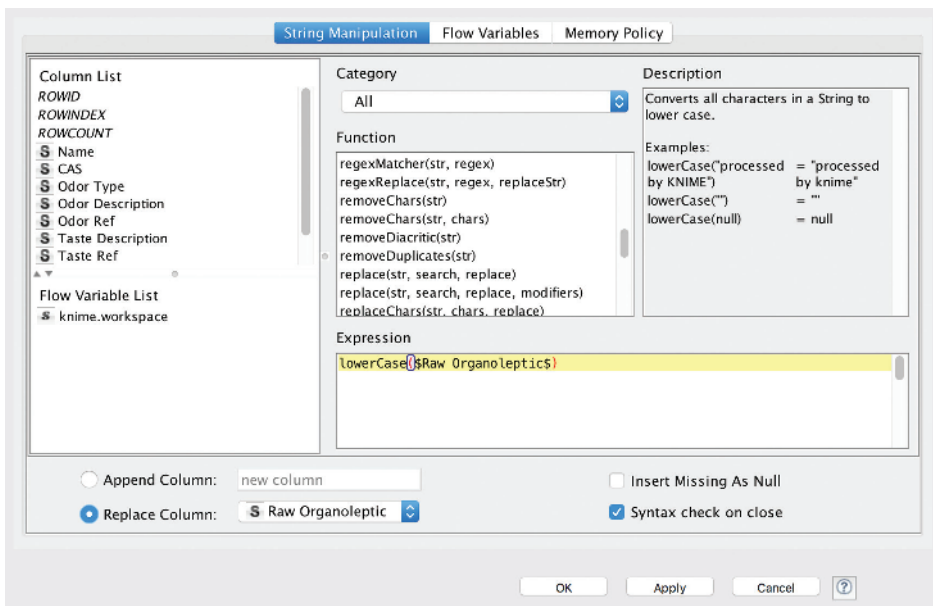 String Manipulation
Flow Variables
Memory Policy
Column List
ROWID
ROWINDEX
ROWCOUNT
S Name
S CAS
S Odor Type
S Odor Description
S Odor Ref
S Taste Description
S Taste Ref
Flow Variable List
S knime.workspace
Category
All
Function
regexMatcher(str, regex)
regexReplace(str, regex, replaceStr)
removeChars(str)
removeChars(str, chars)
removeDiacritic(str)
removeDuplicates(str)
replace(str, search, replace)
replace(str, search, replace, modifiers)
replaceChars(str, chars, replace)
Description
Converts all characters in a String to
lower case.
Examples:
lowerCase("processed = "processed
by KNIME") by knime"
lowerCase("") = ""
lowerCase(null) = null
Expression
lowerCase($Raw Organoleptic$)
Append Column: new column
Insert Missing As Null
Replace Column: S Raw Organoleptic
Syntax check on close
OK
Apply
Cancel
?